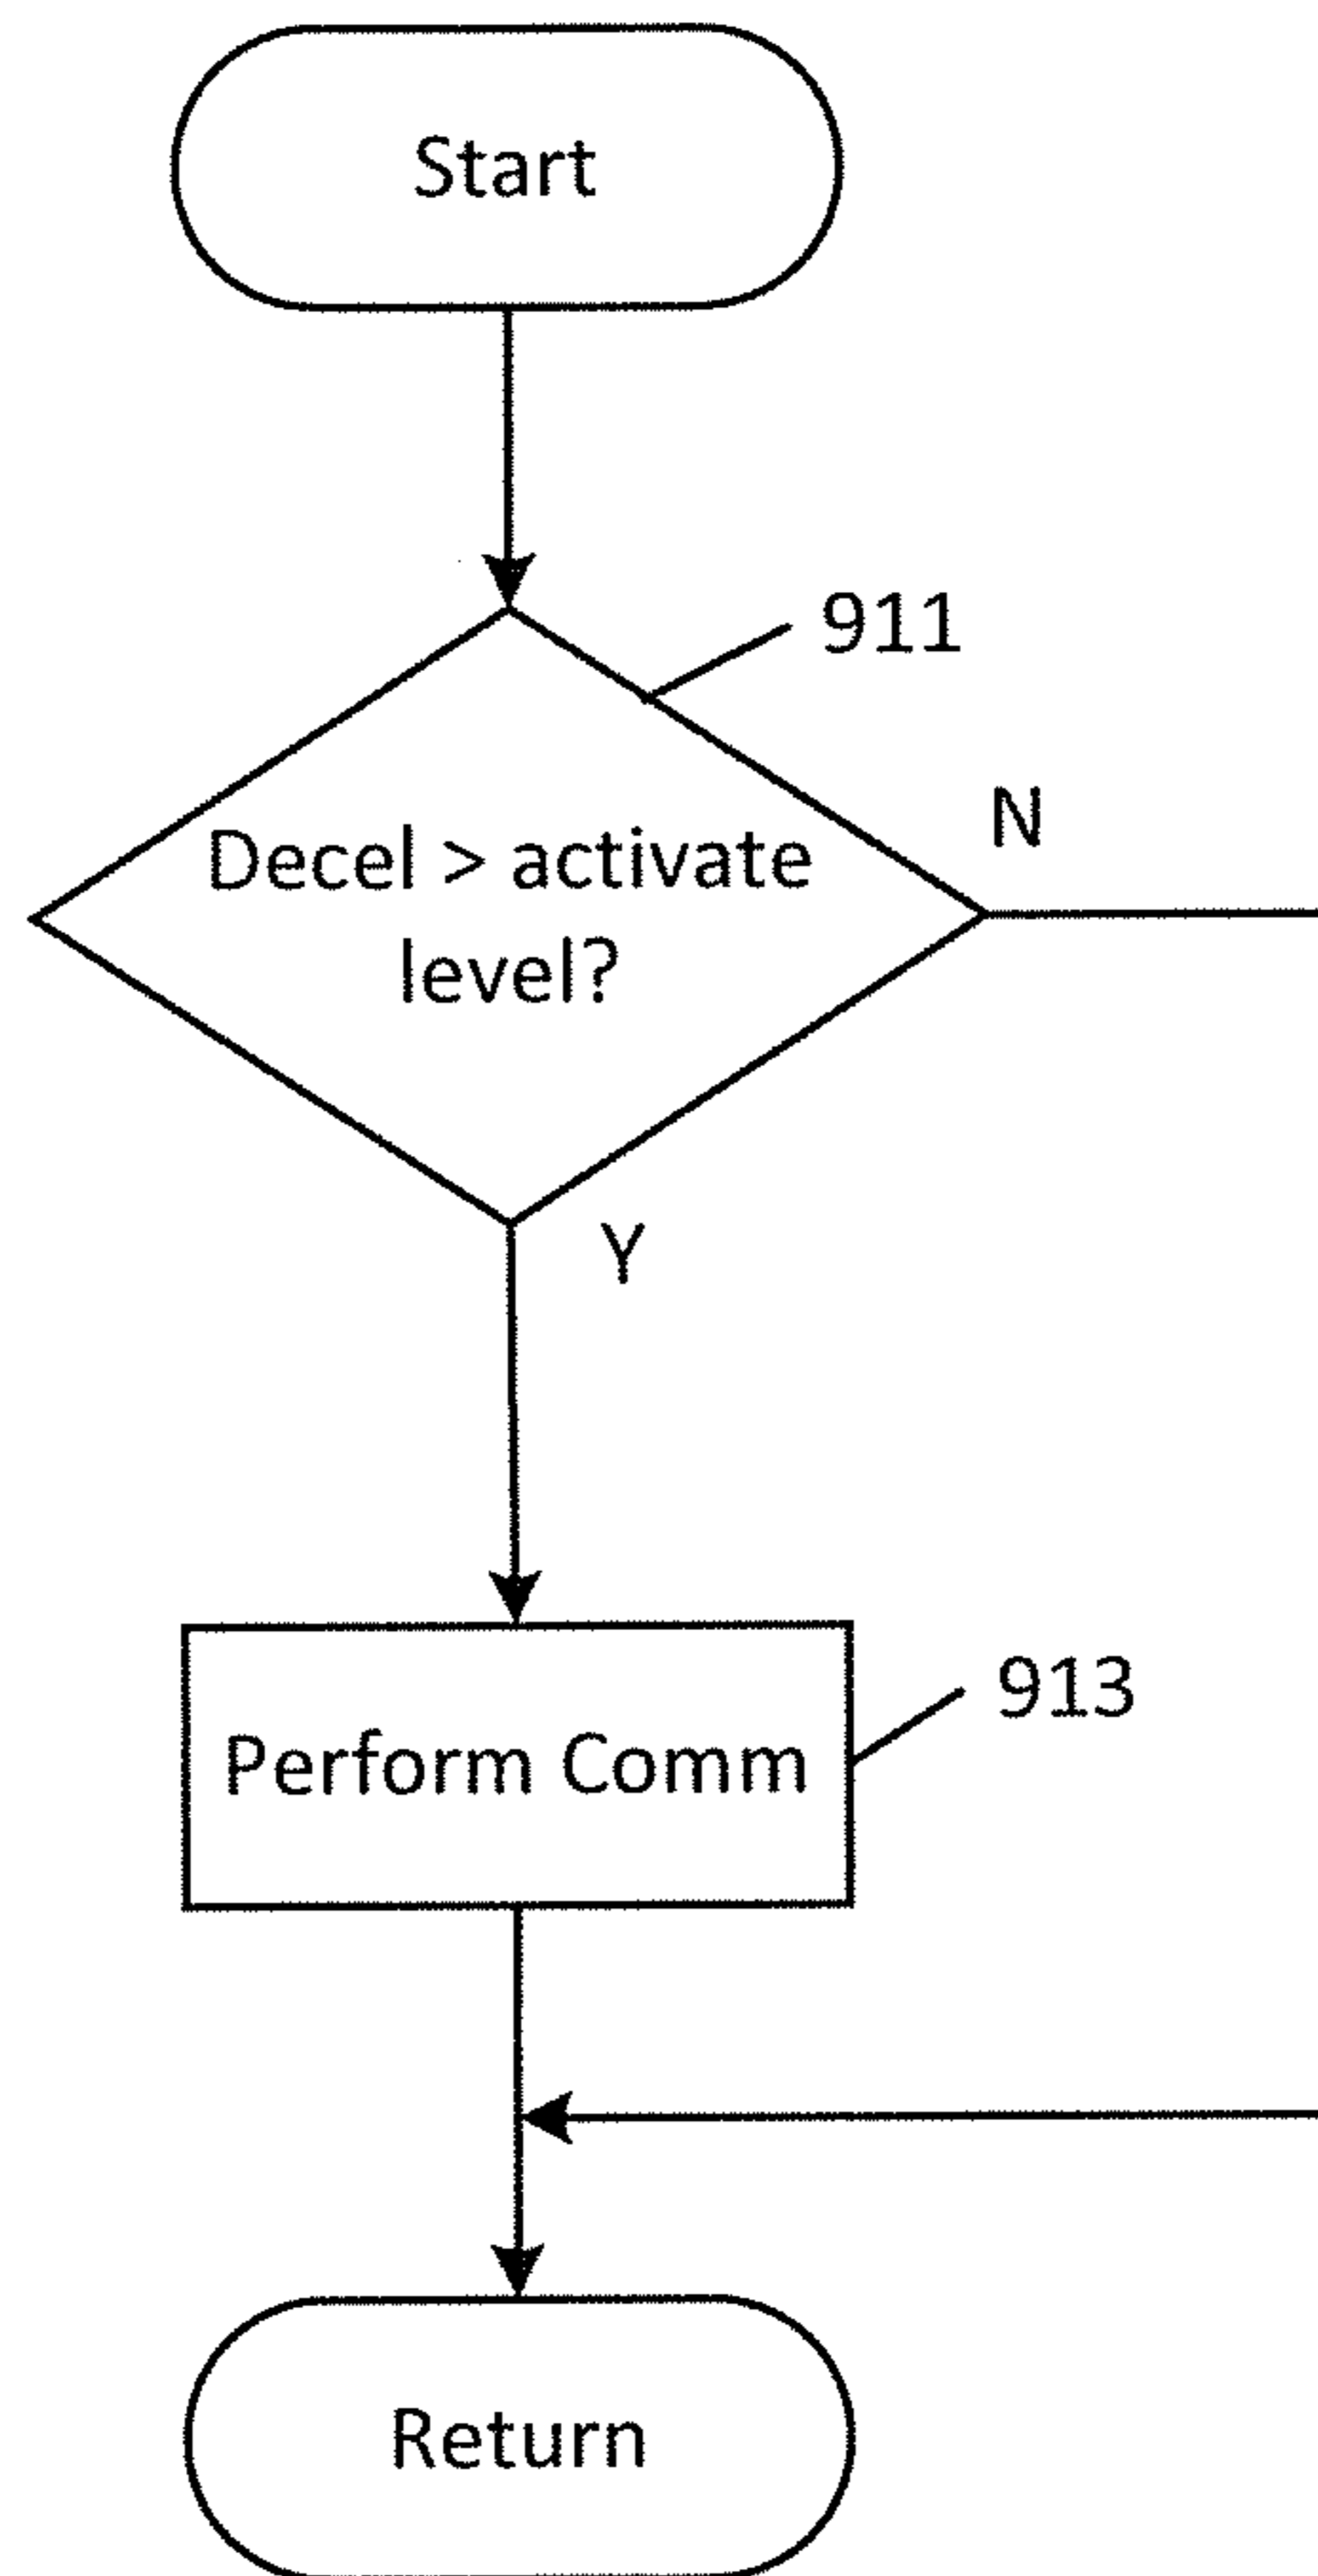 Start
911
N
Decel > activate
level?
Y
913
Perform Comm
Return